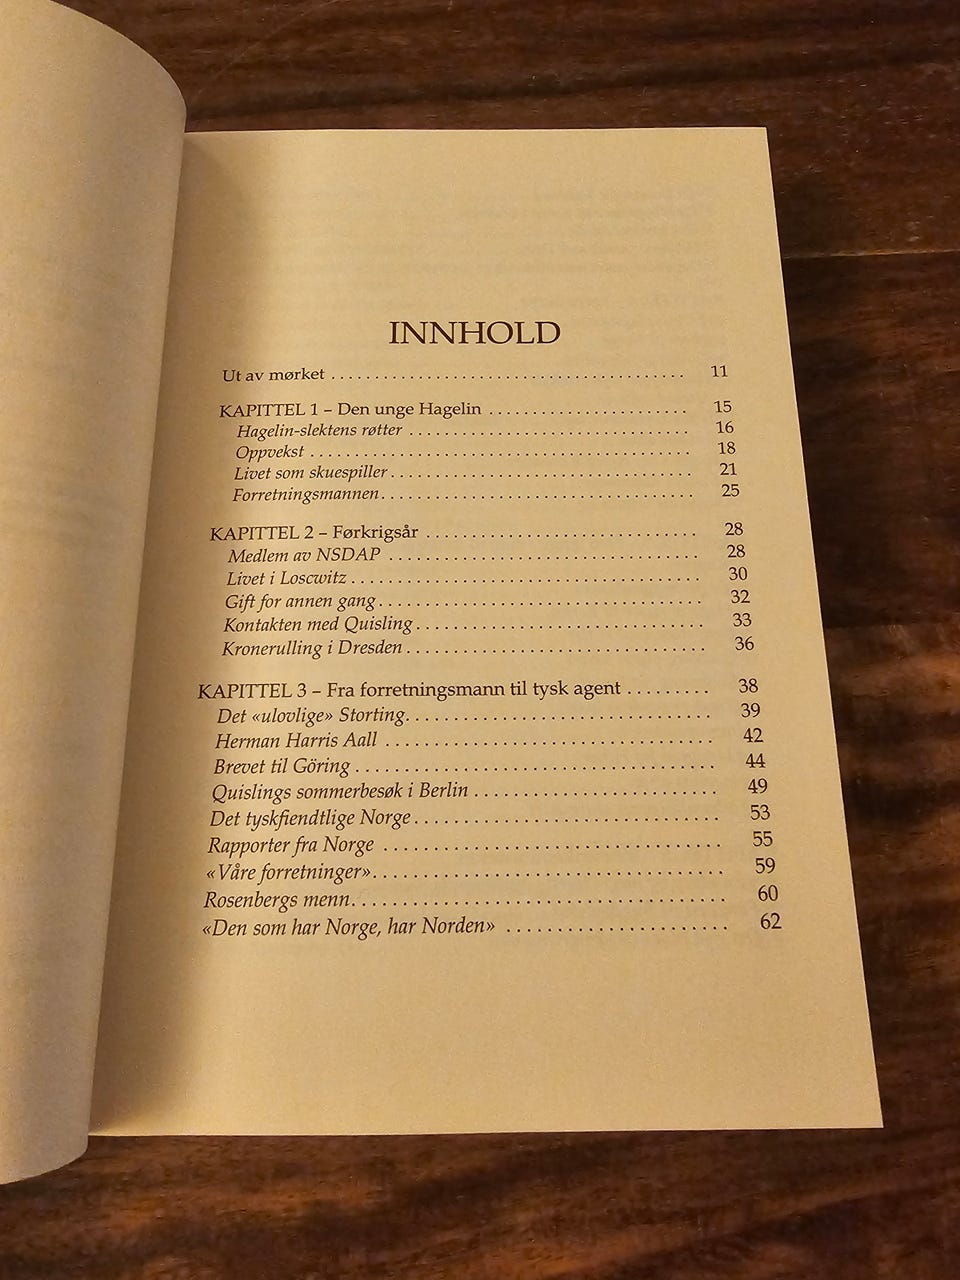 INNHOLD
Ut av mørket . . . . . . . . . . . . . . . . . . . . . . . . . . . . . . . . . . . . . . . . 11
KAPITTEL 1 – Den unge Hagelin . . . . . . . . . . . . . . . . . . . . . . . 15
Hagelin-slektens røtter . . . . . . . . . . . . . . . . . . . . . . . . . . . . . . . . 16
Oppvekst . . . . . . . . . . . . . . . . . . . . . . . . . . . . . . . . . . . . . . . . . . . 18
Livet som skuespiller . . . . . . . . . . . . . . . . . . . . . . . . . . . . . . . . . . 21
Forretningsmannen . . . . . . . . . . . . . . . . . . . . . . . . . . . . . . . . . . . 25
KAPITTEL 2 – Førkrigsår . . . . . . . . . . . . . . . . . . . . . . . . . . . . . . 28
Medlem av NSDAP . . . . . . . . . . . . . . . . . . . . . . . . . . . . . . . . . . 28
Livet i Loscwitz . . . . . . . . . . . . . . . . . . . . . . . . . . . . . . . . . . . . . . 30
Gift for annen gang . . . . . . . . . . . . . . . . . . . . . . . . . . . . . . . . . . . 32
Kontakten med Quisling . . . . . . . . . . . . . . . . . . . . . . . . . . . . . . . 33
Kronerulling i Dresden . . . . . . . . . . . . . . . . . . . . . . . . . . . . . . . . 36
KAPITTEL 3 – Fra forretningsmann til tysk agent . . . . . . . . . 38
Det «ulovlige» Storting . . . . . . . . . . . . . . . . . . . . . . . . . . . . . . . . 39
Herman Harris Aall . . . . . . . . . . . . . . . . . . . . . . . . . . . . . . . . . . 42
Brevet til Göring . . . . . . . . . . . . . . . . . . . . . . . . . . . . . . . . . . . . . 44
Quislings sommerbesøk i Berlin . . . . . . . . . . . . . . . . . . . . . . . . . 49
Det tyskfiendtlige Norge . . . . . . . . . . . . . . . . . . . . . . . . . . . . . . . 53
Rapporter fra Norge . . . . . . . . . . . . . . . . . . . . . . . . . . . . . . . . . . 55
«Våre forretninger» . . . . . . . . . . . . . . . . . . . . . . . . . . . . . . . . . . . 59
Rosenbergs menn . . . . . . . . . . . . . . . . . . . . . . . . . . . . . . . . . . . . . 60
«Den som har Norge, har Norden» . . . . . . . . . . . . . . . . . . . . . . 62